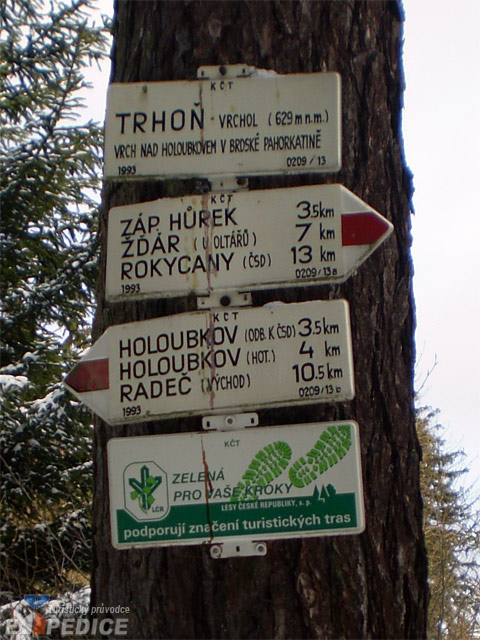 KČT
TRHOŇ VRCHOL (629 m n.m.)
VRCH NAD HOLOUBKOVEM V BRDSKÉ PAHORKATINĚ
1993 0209/13
KČT
ZÁP. HŮREK 3.5 km
ŽĎÁR (U OLTÁŘŮ) 7 km
ROKYCANY (ČSD) 13 km
1993 0209/13a
KČT
HOLOUBKOV (ODB. K ČSD) 3.5 km
HOLOUBKOV (HOT.) 4 km
RADEČ (VÝCHOD) 10.5 km
1993 0209/13b
KČT
ZELENÁ
PRO VAŠE KROKY
LČR
LESY ČESKÉ REPUBLIKY, s. p.
podporují značení turistických tras
Turistický průvodce
EXPEDICE